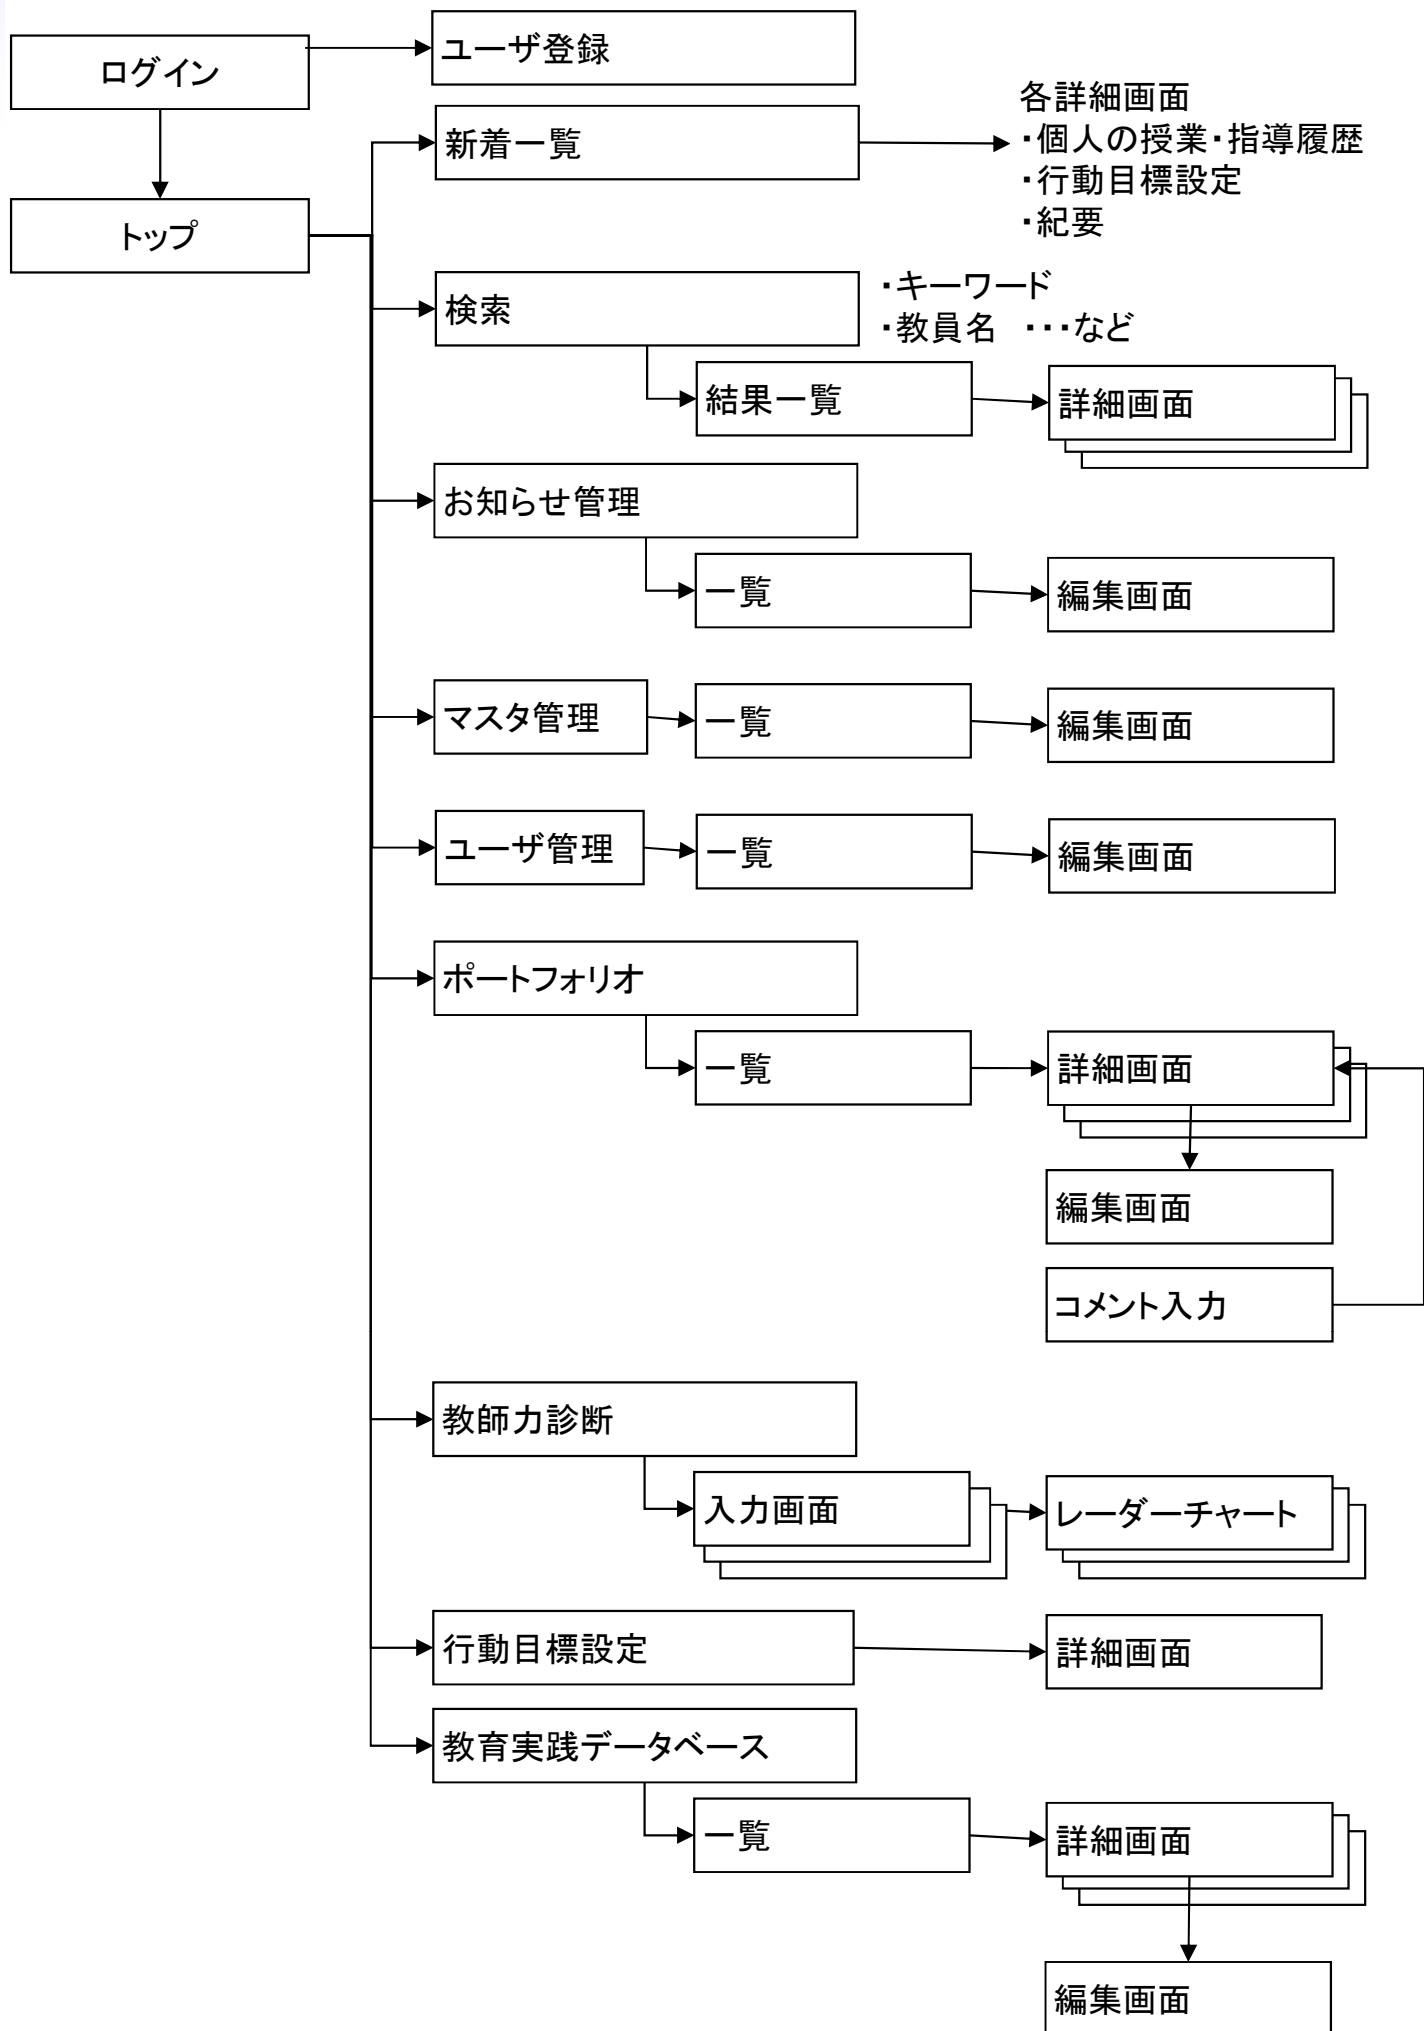 ログイン
ユーザ登録
トップ
新着一覧
各詳細画面
・個人の授業・指導履歴
・行動目標設定
・紀要
検索
・キーワード
・教員名　・・・など
結果一覧
詳細画面
お知らせ管理
一覧
編集画面
マスタ管理
一覧
編集画面
ユーザ管理
一覧
編集画面
ポートフォリオ
一覧
詳細画面
編集画面
コメント入力
教師力診断
入力画面
レーダーチャート
行動目標設定
詳細画面
教育実践データベース
一覧
詳細画面
編集画面